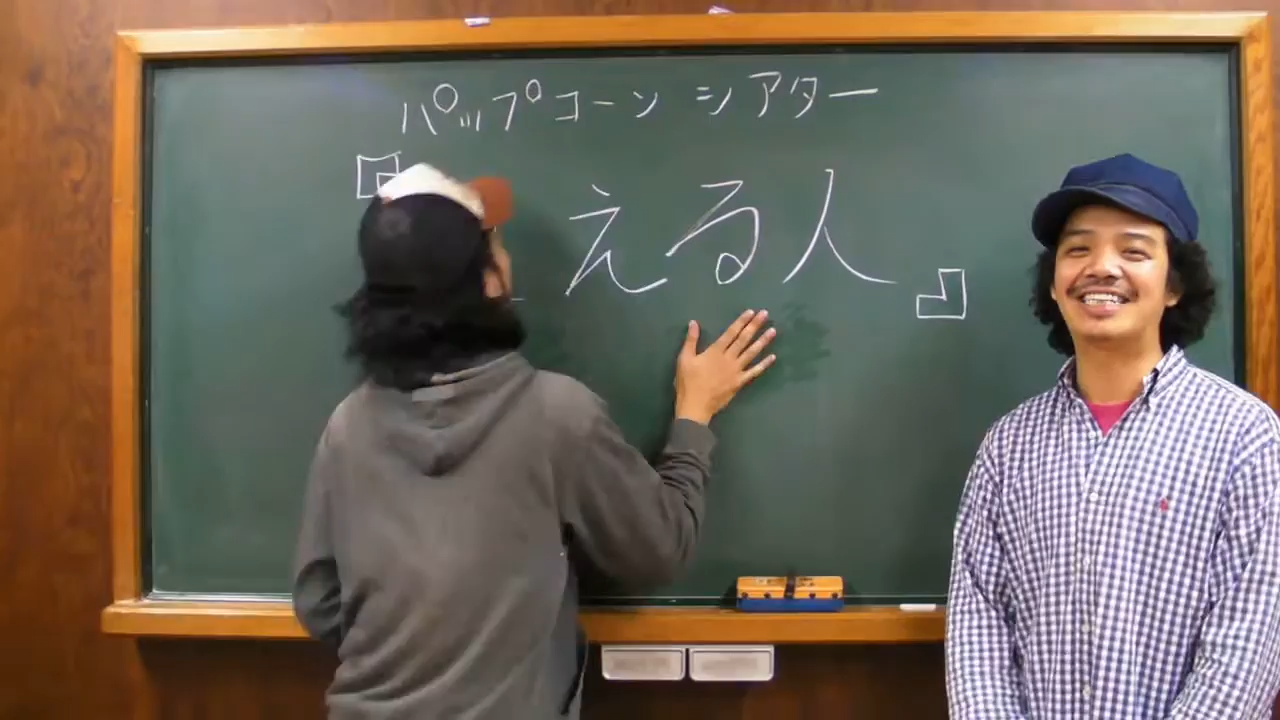 パップコーン シアター
『 える人』